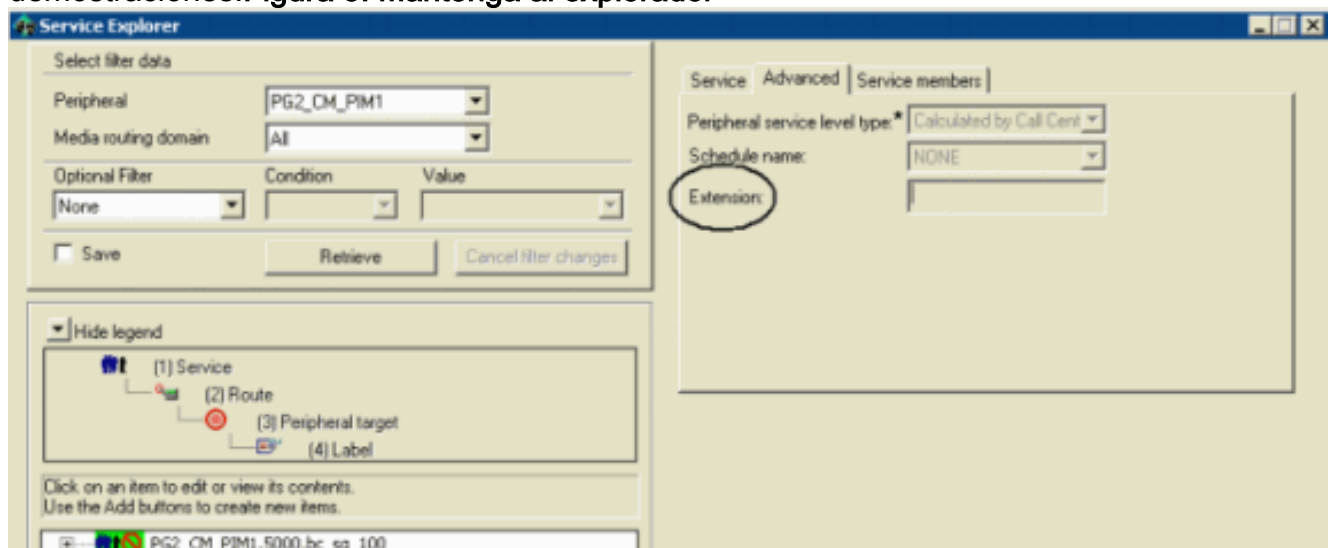 Service Explorer
Select filter data
Peripheral PG2_CM_PIM1
Media routing domain All
Optional Filter Condition Value
None
Save Retrieve Cancel filter changes
Hide legend
(1) Service
(2) Route
(3) Peripheral target
(4) Label
Click on an item to edit or view its contents.
Use the Add buttons to create new items.
PG2_CM_PIM1.5000.bc_sg_100
Service Advanced Service members
Peripheral service level type:* Calculated by Call Cent
Schedule name: NONE
Extension: